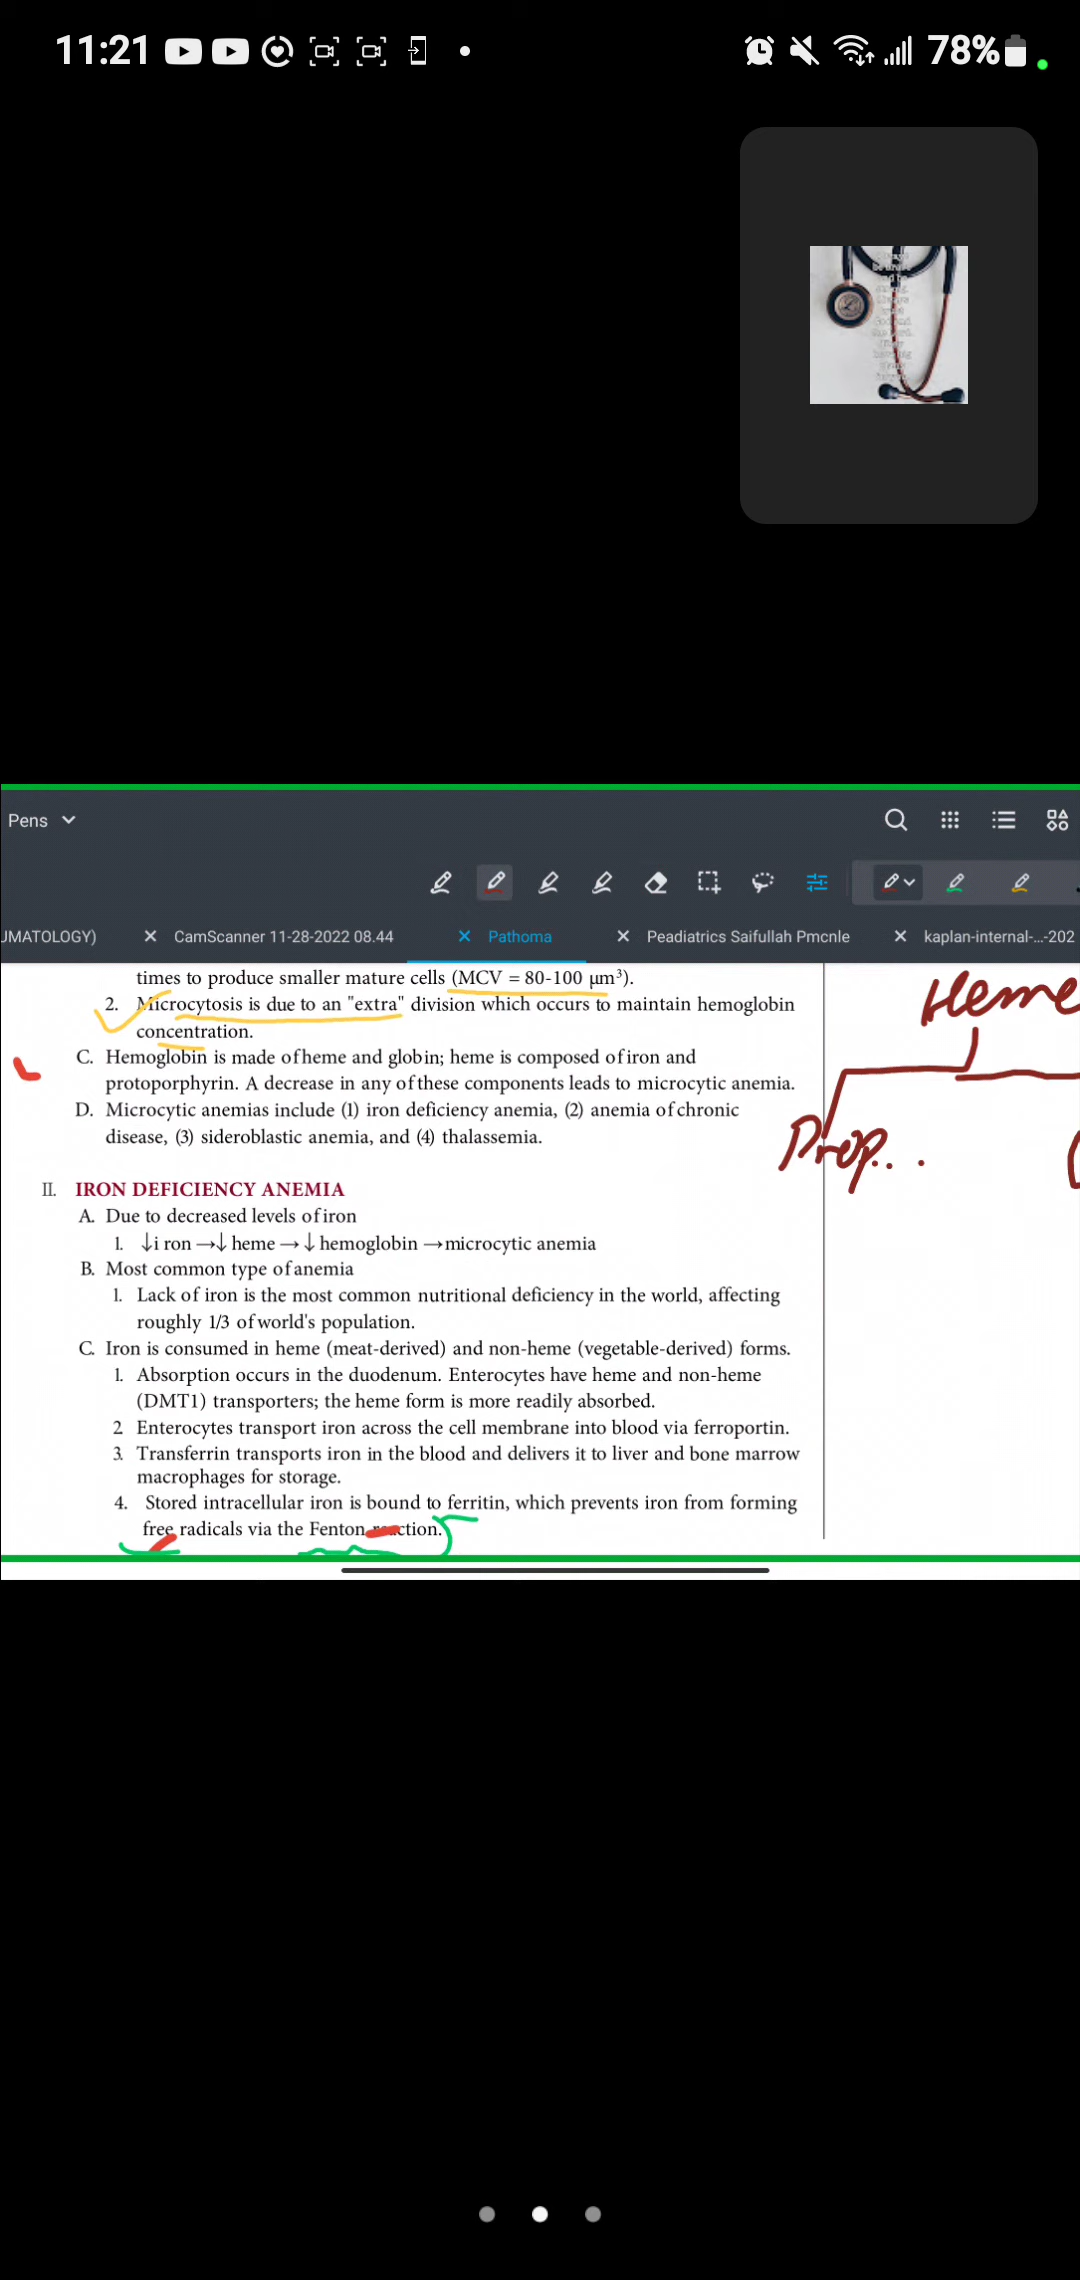 11:21
78%
Pens
UMATOLOGY)
CamScanner 11-28-2022 08.44
Pathoma
Peadiatrics Saifullah Pmcnle
kaplan-internal-...-202
times to produce smaller mature cells (MCV = 80-100 µm³).
2. Microcytosis is due to an "extra" division which occurs to maintain hemoglobin
concentration.
C. Hemoglobin is made of heme and globin; heme is composed of iron and
protoporphyrin. A decrease in any of these components leads to microcytic anemia.
D. Microcytic anemias include (1) iron deficiency anemia, (2) anemia of chronic
disease, (3) sideroblastic anemia, and (4) thalassemia.
Heme
Prop...
II. IRON DEFICIENCY ANEMIA
A. Due to decreased levels of iron
1. ↓i ron →↓ heme → ↓ hemoglobin →microcytic anemia
B. Most common type of anemia
1. Lack of iron is the most common nutritional deficiency in the world, affecting
roughly 1/3 of world's population.
C. Iron is consumed in heme (meat-derived) and non-heme (vegetable-derived) forms.
1. Absorption occurs in the duodenum. Enterocytes have heme and non-heme
(DMT1) transporters; the heme form is more readily absorbed.
2 Enterocytes transport iron across the cell membrane into blood via ferroportin.
3. Transferrin transports iron in the blood and delivers it to liver and bone marrow
macrophages for storage.
4. Stored intracellular iron is bound to ferritin, which prevents iron from forming
free radicals via the Fenton reaction.